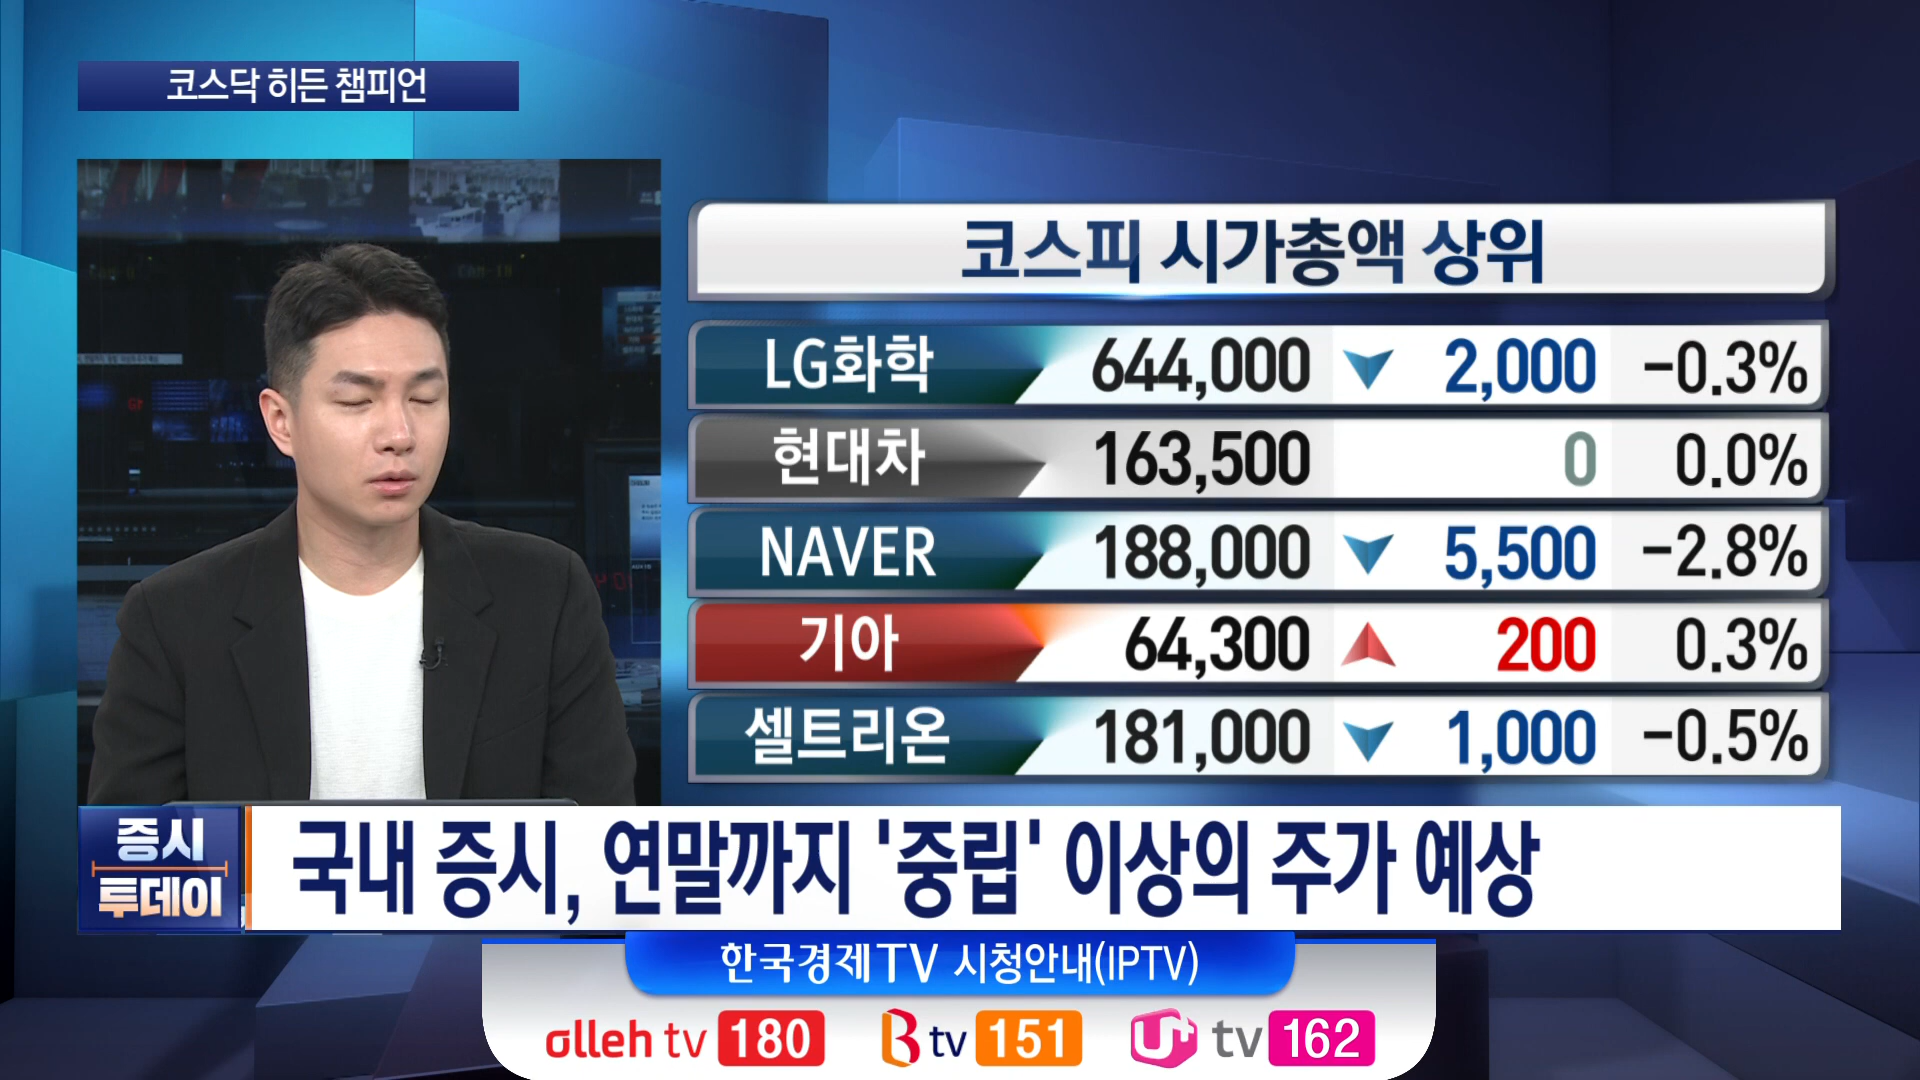 코스닥 히든 챔피언
코스피 시가총액 상위
LG화학 644,000 2,000 -0.3%
현대차 163,500 0 0.0%
NAVER 188,000 5,500 -2.8%
기아 64,300 200 0.3%
셀트리온 181,000 1,000 -0.5%
증시
투데이
국내 증시, 연말까지 '중립' 이상의 주가 예상
한국경제TV 시청안내(IPTV)
olleh tv 180 B tv 151 U+ tv 162